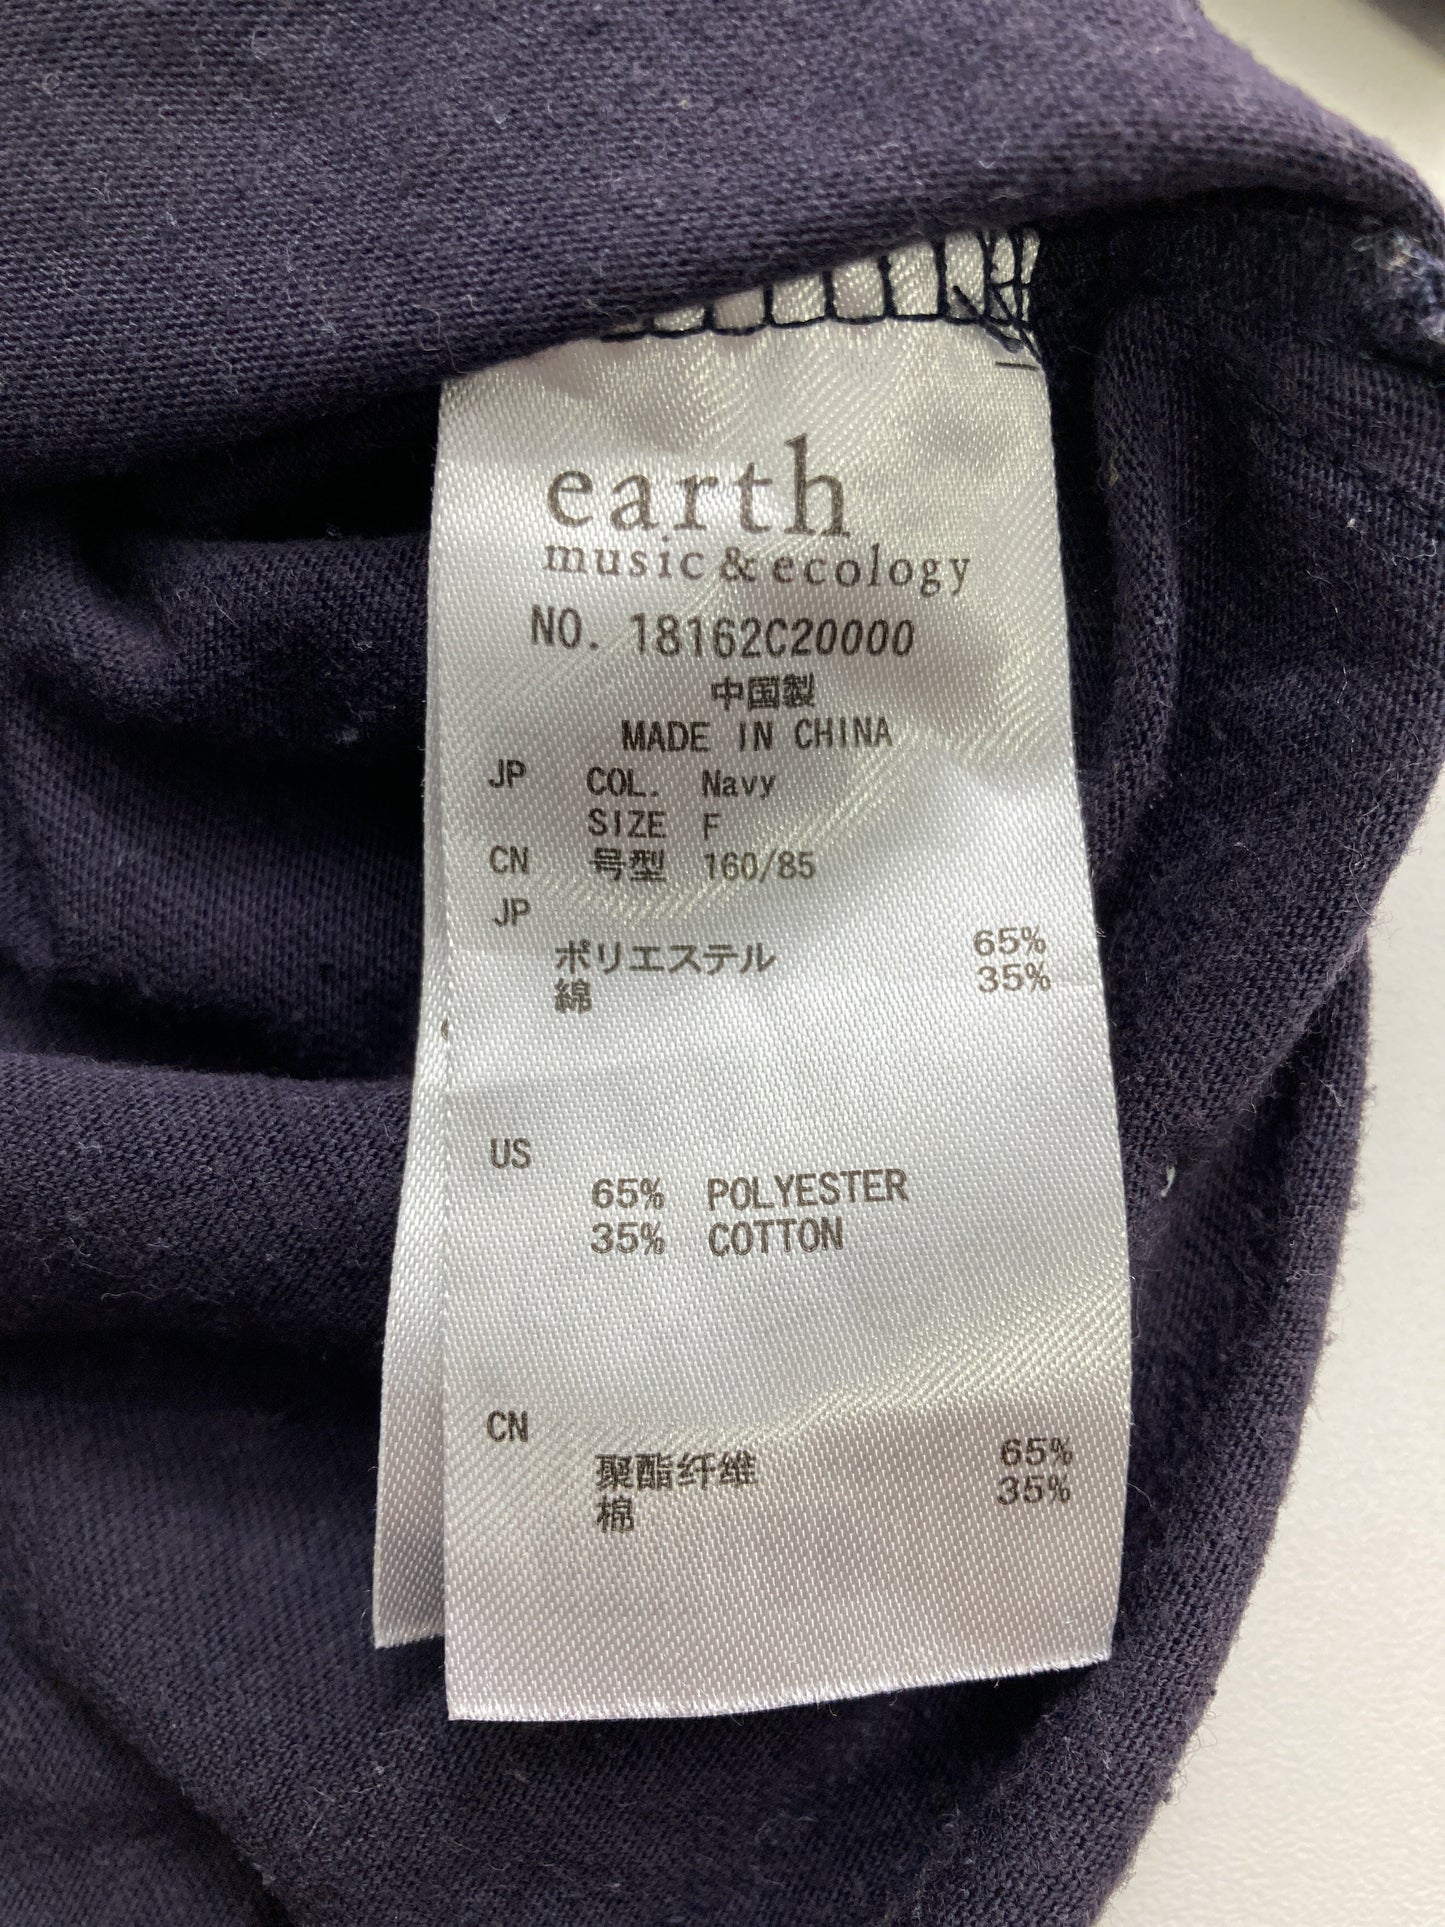 earth
music & ecology
NO. 18162C20000
中国製
MADE IN CHINA
JP COL. Navy
SIZE F
CN 号型 160/85
JP
ポリエステル 65%
綿 35%
US
65% POLYESTER
35% COTTON
CN
聚酯纤维 65%
棉 35%